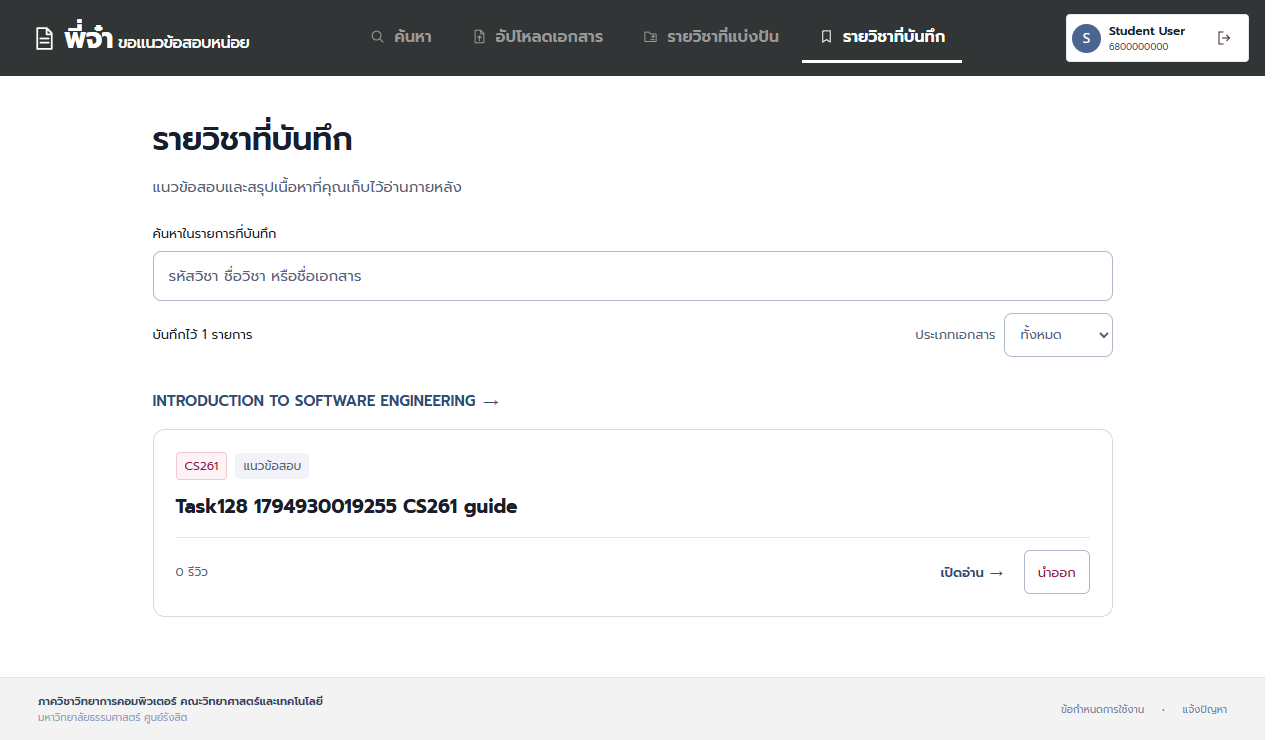 พี่จ๋า ขอแนวข้อสอบหน่อย
ค้นหา
อัปโหลดเอกสาร
รายวิชาที่แบ่งปัน
รายวิชาที่บันทึก
S
Student User
6800000000
รายวิชาที่บันทึก
แนวข้อสอบและสรุปเนื้อหาที่คุณเก็บไว้อ่านภายหลัง
ค้นหาในรายการที่บันทึก
รหัสวิชา ชื่อวิชา หรือชื่อเอกสาร
บันทึกไว้ 1 รายการ
ประเภทเอกสาร
ทั้งหมด
INTRODUCTION TO SOFTWARE ENGINEERING →
CS261
แนวข้อสอบ
Task128 1794930019255 CS261 guide
0 รีวิว
เปิดอ่าน →
นำออก
ภาควิชาวิทยาการคอมพิวเตอร์ คณะวิทยาศาสตร์และเทคโนโลยี
มหาวิทยาลัยธรรมศาสตร์ ศูนย์รังสิต
ข้อกำหนดการใช้งาน · แจ้งปัญหา